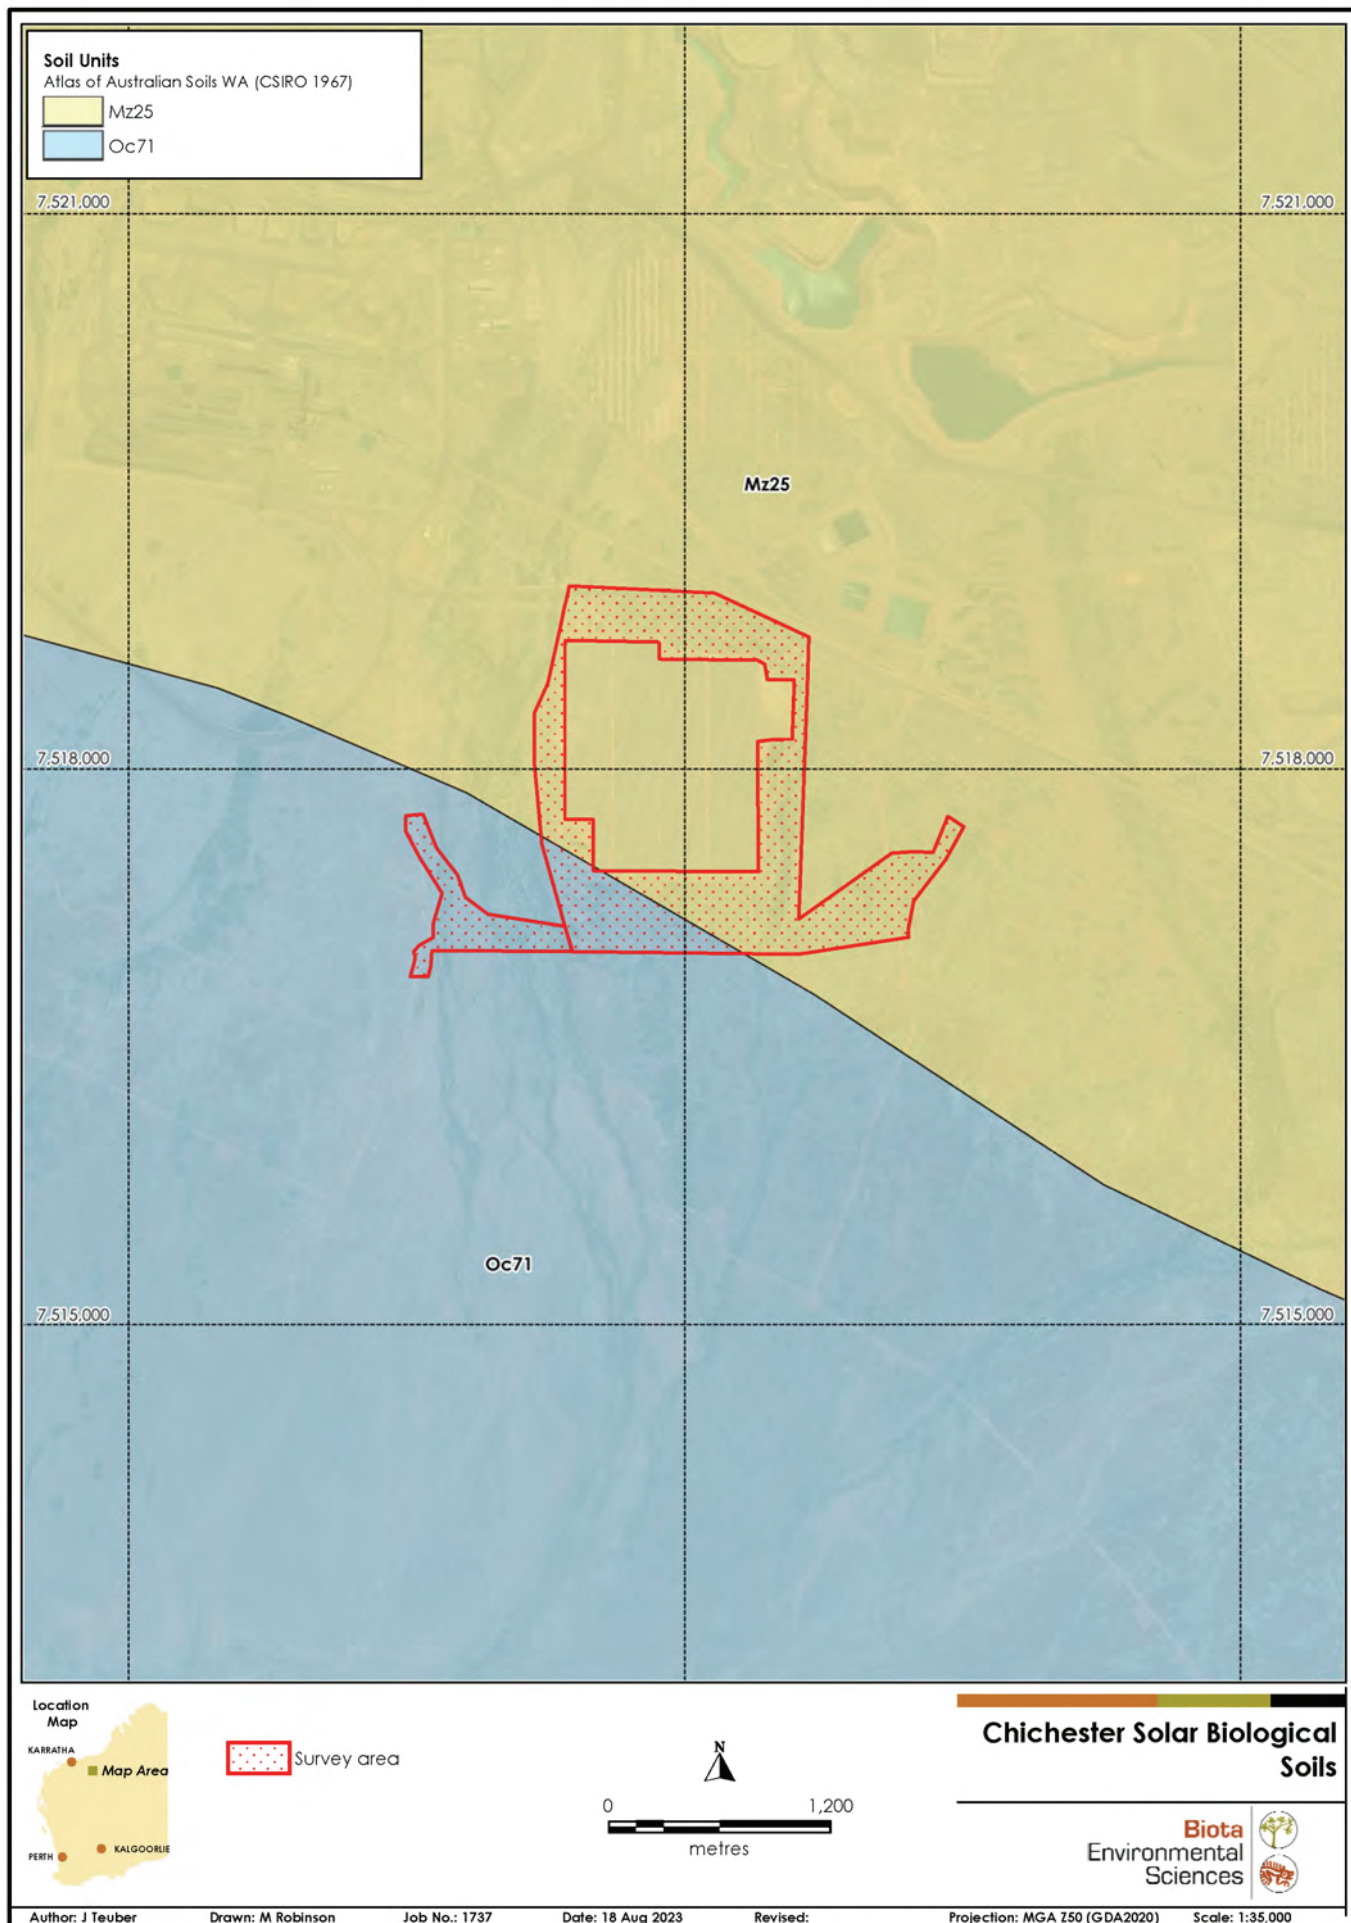 Soil Units
Atlas of Australian Soils WA (CSIRO 1967)
Mz25
Oc71
7,521,000 7,521,000
Mz25
7,518,000 7,518,000
Oc71
7,515,000 7,515,000
Location
Map
KARRATHA
Map Area
KALGOORLIE
PERTH
Survey area
N
0 1,200
metres
Chichester Solar Biological
Soils
Biota
Environmental
Sciences
Author: J Teuber Drawn: M Robinson Job No.: 1737 Date: 18 Aug 2023 Revised: Projection: MGA Z50 (GDA2020) Scale: 1:35,000